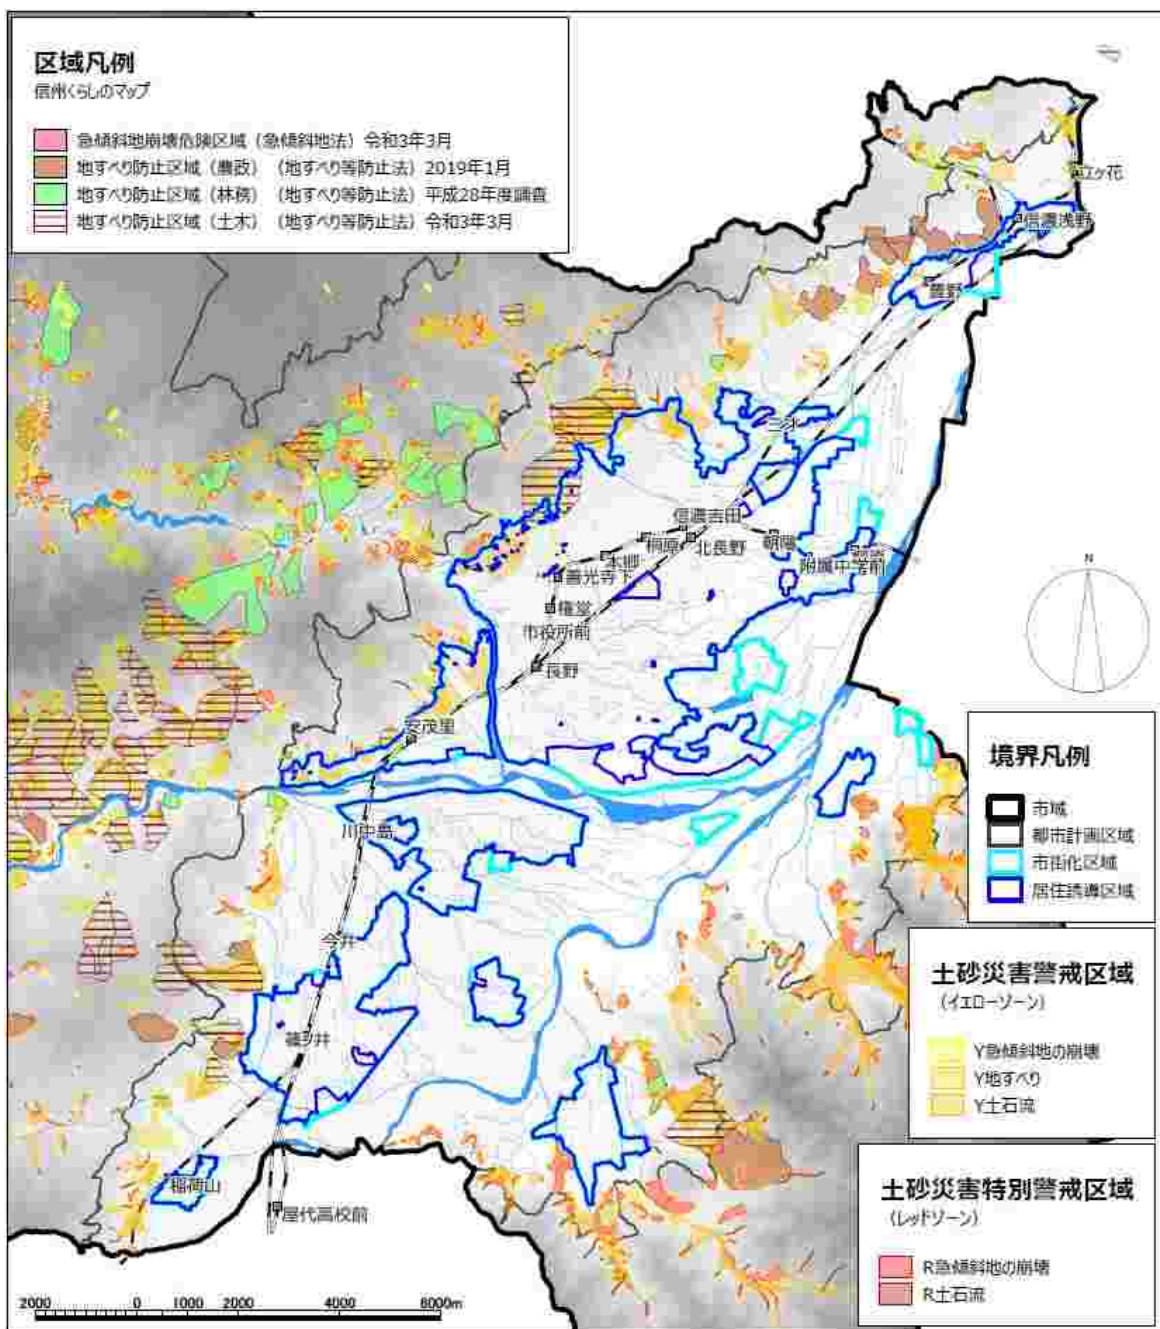 区域凡例
信州くらしのマップ
急傾斜地崩壊危険区域（急傾斜地法）令和3年3月
地すべり防止区域（農政）（地すべり等防止法）2019年1月
地すべり防止区域（林務）（地すべり等防止法）平成28年度調査
地すべり防止区域（土木）（地すべり等防止法）令和3年3月
立ヶ花
信濃浅野
豊野
三才
信濃吉田
桐原
北長野
朝陽
本郷
附属中学前
善光寺下
権堂
市役所前
長野
安茂里
川中島
今井
篠ノ井
稲荷山
屋代高校前
N
境界凡例
市域
都市計画区域
市街化区域
居住誘導区域
土砂災害警戒区域
（イエローゾーン）
Y急傾斜地の崩壊
Y地すべり
Y土石流
土砂災害特別警戒区域
（レッドゾーン）
R急傾斜地の崩壊
R土石流
2000 0 1000 2000 4000 6000m